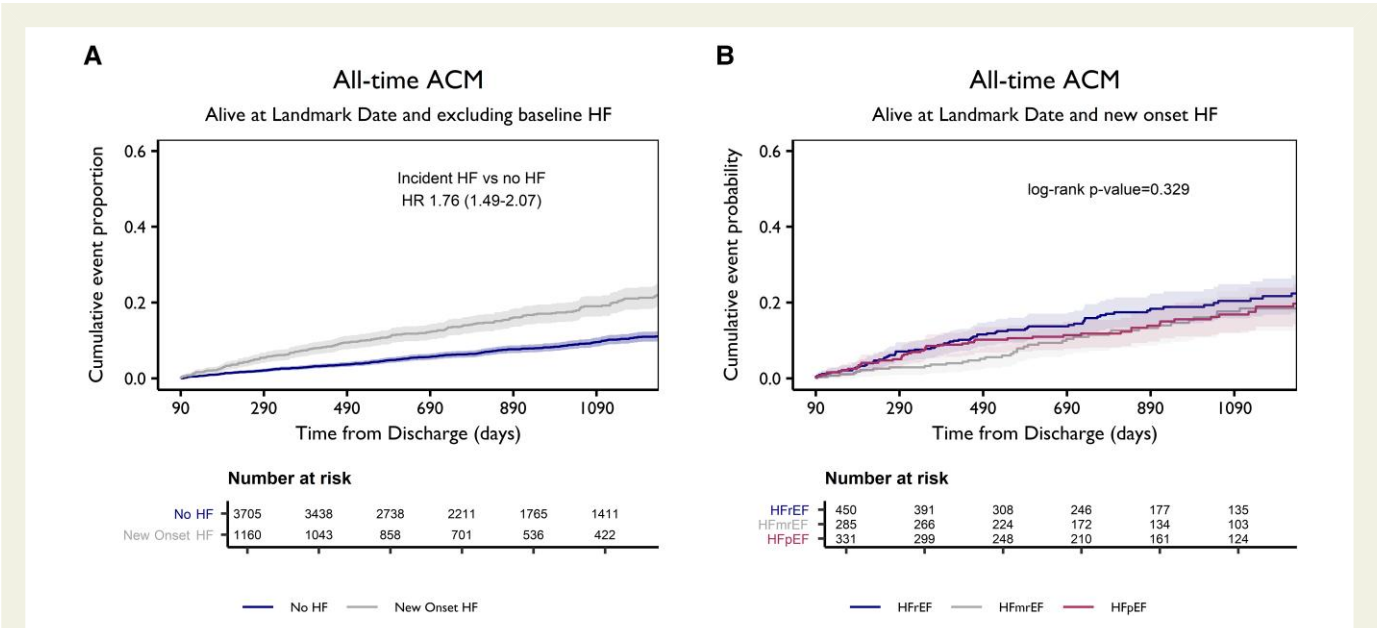 A
All-time ACM
Alive at Landmark Date and excluding baseline HF
Cumulative event proportion
0.6
0.4
0.2
0.0
Incident HF vs no HF
HR 1.76 (1.49-2.07)
90 290 490 690 890 1090
Time from Discharge (days)
Number at risk
No HF 3705 3438 2738 2211 1765 1411
New Onset HF 1160 1043 858 701 536 422
No HF New Onset HF
B
All-time ACM
Alive at Landmark Date and new onset HF
Cumulative event probability
0.6
0.4
0.2
0.0
log-rank p-value=0.329
90 290 490 690 890 1090
Time from Discharge (days)
Number at risk
HFrEF 450 391 308 246 177 135
HFmrEF 285 266 224 172 134 103
HFpEF 331 299 248 210 161 124
HFrEF HFmrEF HFpEF